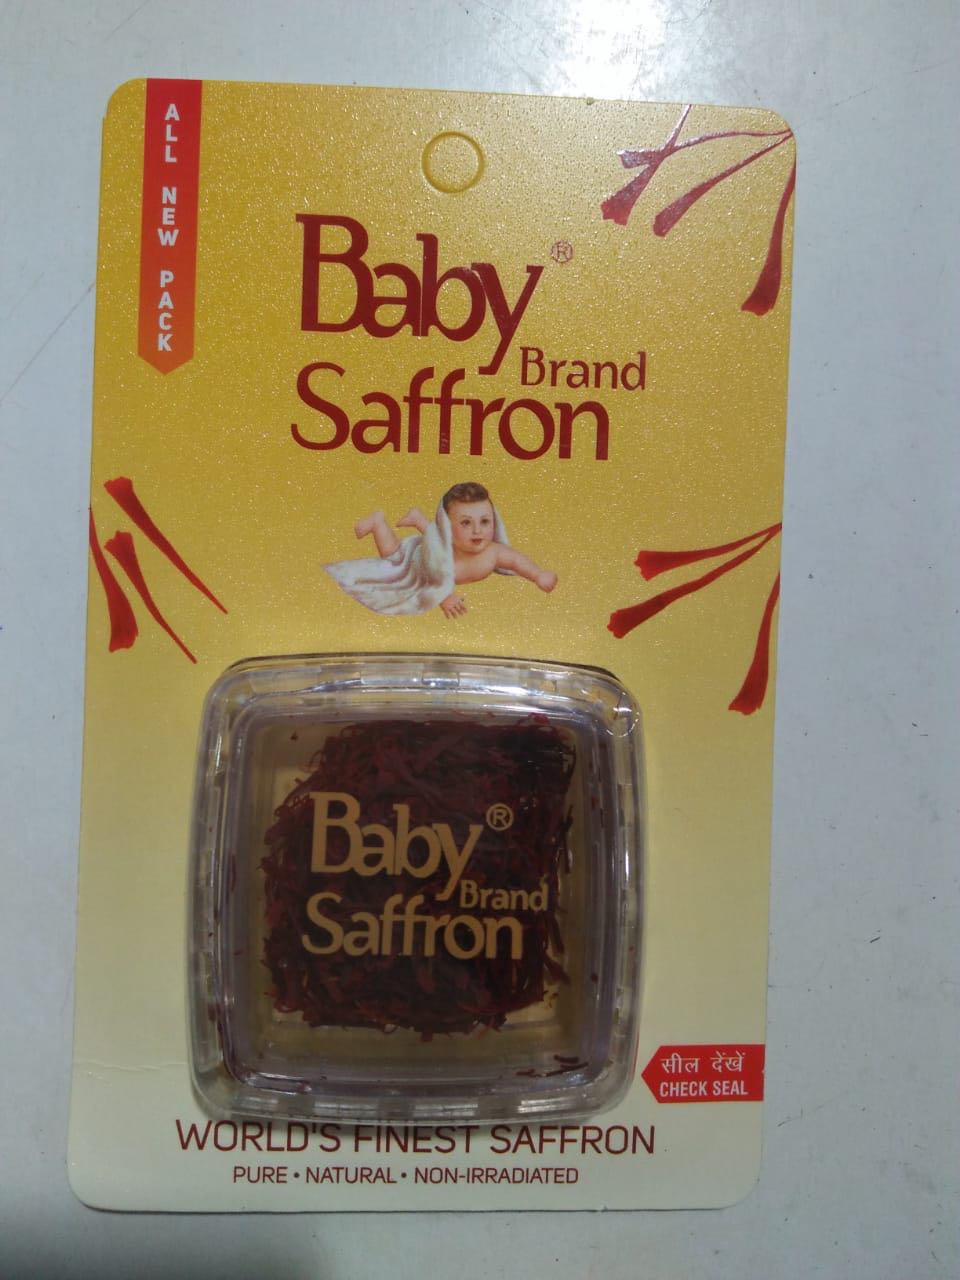 ALL NEW PACK
Baby®
Brand
Saffron
Baby®
Brand
Saffron
सील देंखें
CHECK SEAL
WORLD'S FINEST SAFFRON
PURE • NATURAL • NON-IRRADIATED